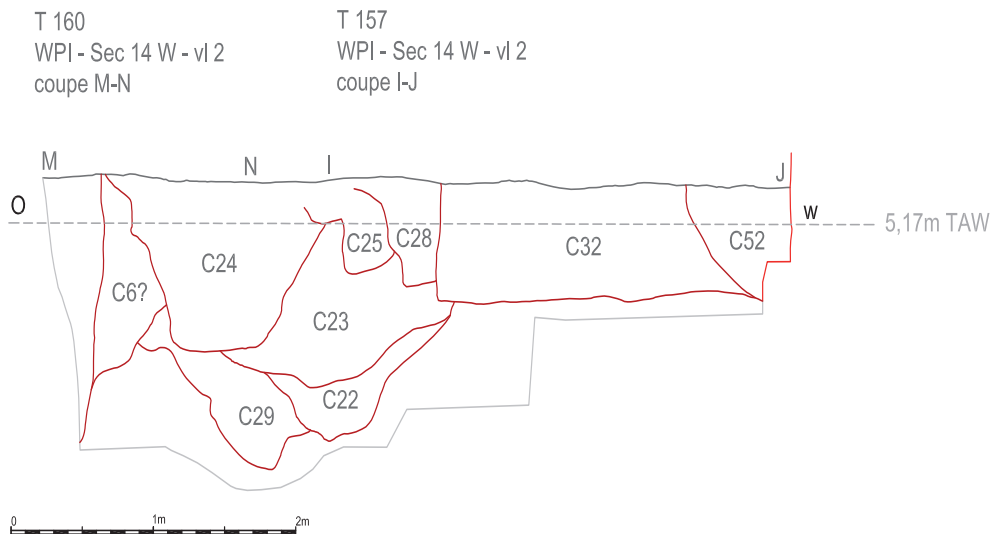 T 160
WPI - Sec 14 W - vl 2
coupe M-N
T 157
WPI - Sec 14 W - vl 2
coupe I-J
M
N
I
J
O
w
5,17m TAW
C25
C28
C32
C52
C24
C6?
C23
C22
C29
0
1m
2m